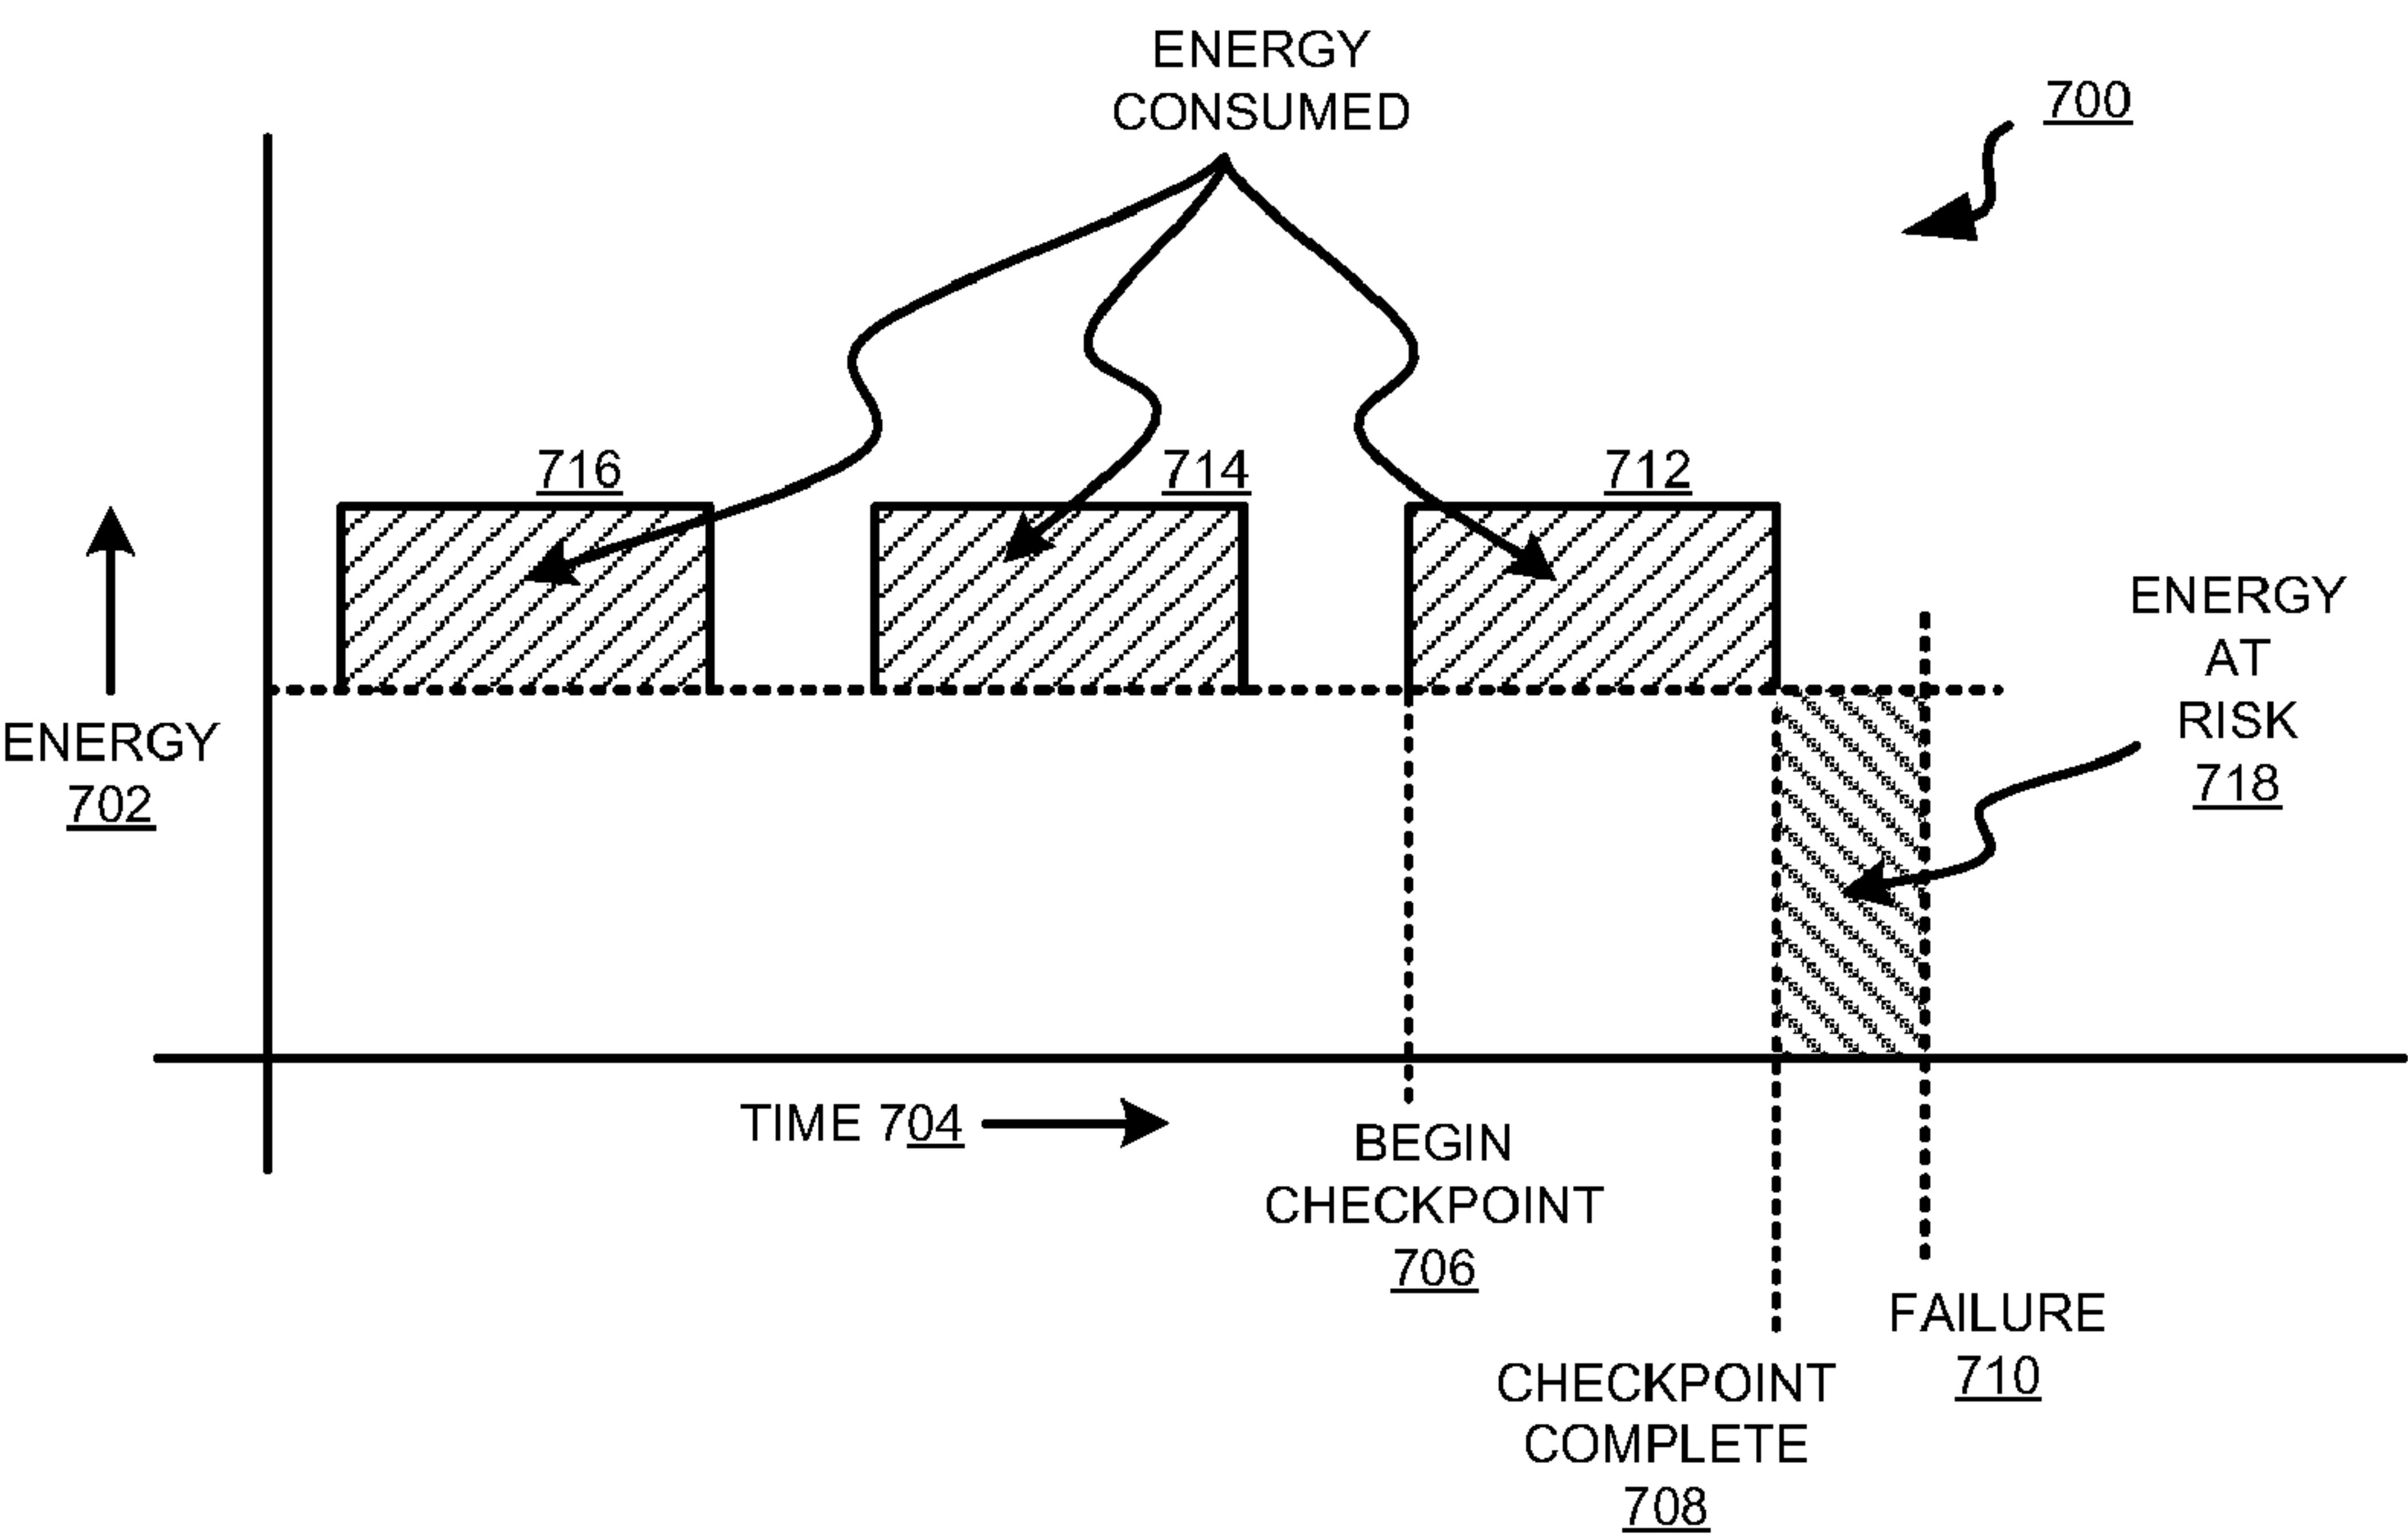 ENERGY
CONSUMED
700
716
714
712
ENERGY
AT
RISK
718
ENERGY
702
TIME 704
BEGIN
CHECKPOINT
706
FAILURE
710
CHECKPOINT
COMPLETE
708